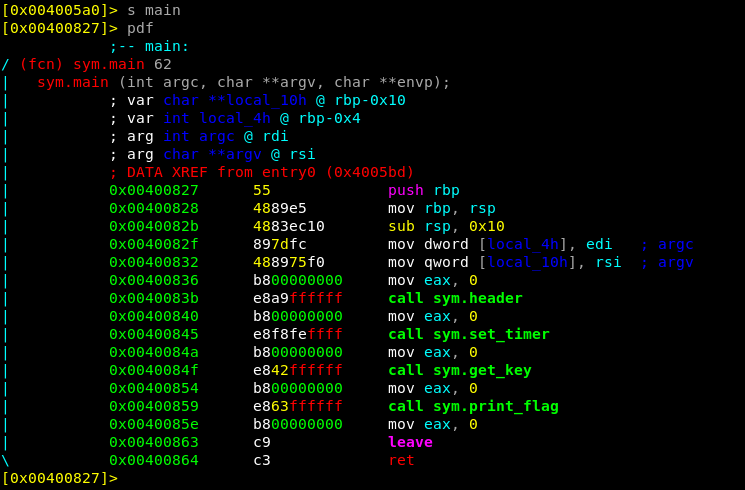 [0x004005a0]> s main
[0x00400827]> pdf
;-- main:
/ (fcn) sym.main 62
|   sym.main (int argc, char **argv, char **envp);
|           ; var char **local_10h @ rbp-0x10
|           ; var int local_4h @ rbp-0x4
|           ; arg int argc @ rdi
|           ; arg char **argv @ rsi
|           ; DATA XREF from entry0 (0x4005bd)
|           0x00400827      55             push rbp
|           0x00400828      4889e5         mov rbp, rsp
|           0x0040082b      4883ec10       sub rsp, 0x10
|           0x0040082f      897dfc         mov dword [local_4h], edi   ; argc
|           0x00400832      488975f0       mov qword [local_10h], rsi  ; argv
|           0x00400836      b800000000     mov eax, 0
|           0x0040083b      e8a9ffffff     call sym.header
|           0x00400840      b800000000     mov eax, 0
|           0x00400845      e8f8feffff     call sym.set_timer
|           0x0040084a      b800000000     mov eax, 0
|           0x0040084f      e842ffffff     call sym.get_key
|           0x00400854      b800000000     mov eax, 0
|           0x00400859      e863ffffff     call sym.print_flag
|           0x0040085e      b800000000     mov eax, 0
|           0x00400863      c9             leave
\           0x00400864      c3             ret
[0x00400827]>